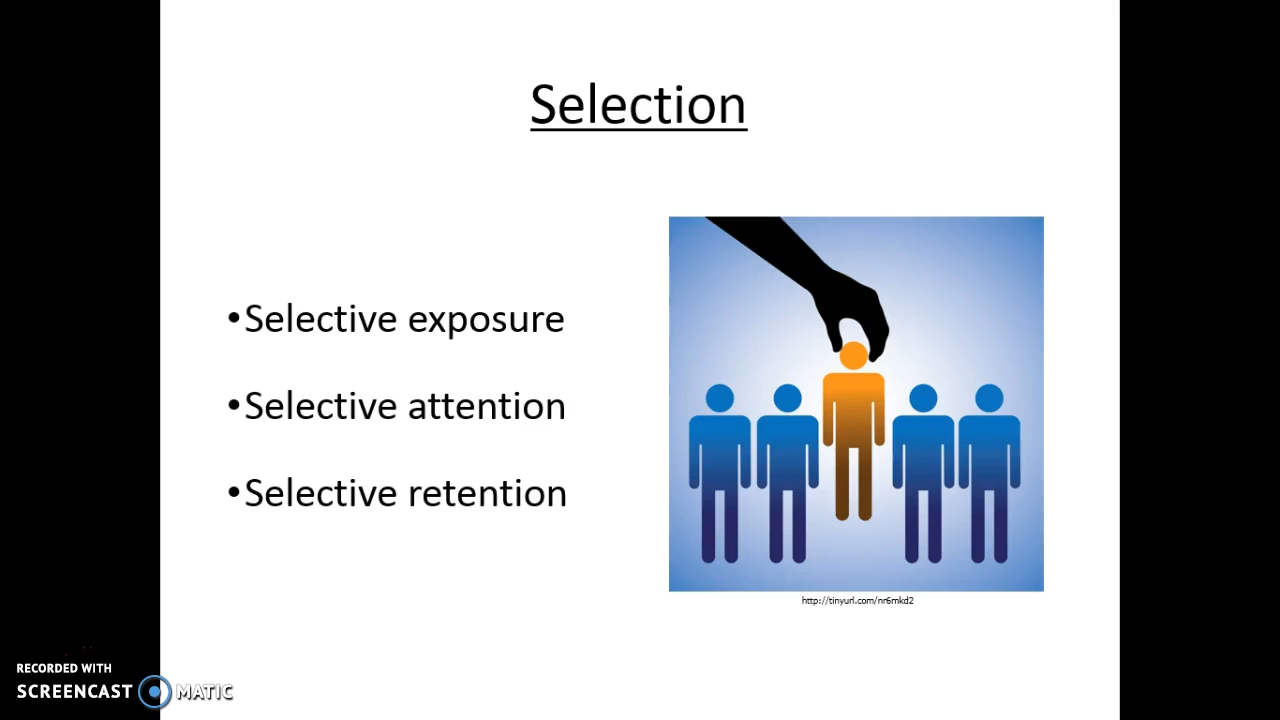 Selection
•Selective exposure
•Selective attention
•Selective retention
http://tinyurl.com/nr6mkd2
RECORDED WITH
SCREENCAST MATIC